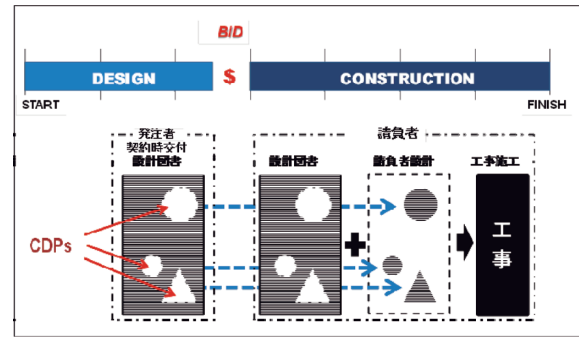 BID
DESIGN
$
CONSTRUCTION
START
FINISH
発注者
契約時交付
設計図書
請負者
設計図書
請負者設計
工事施工
CDPs
工事